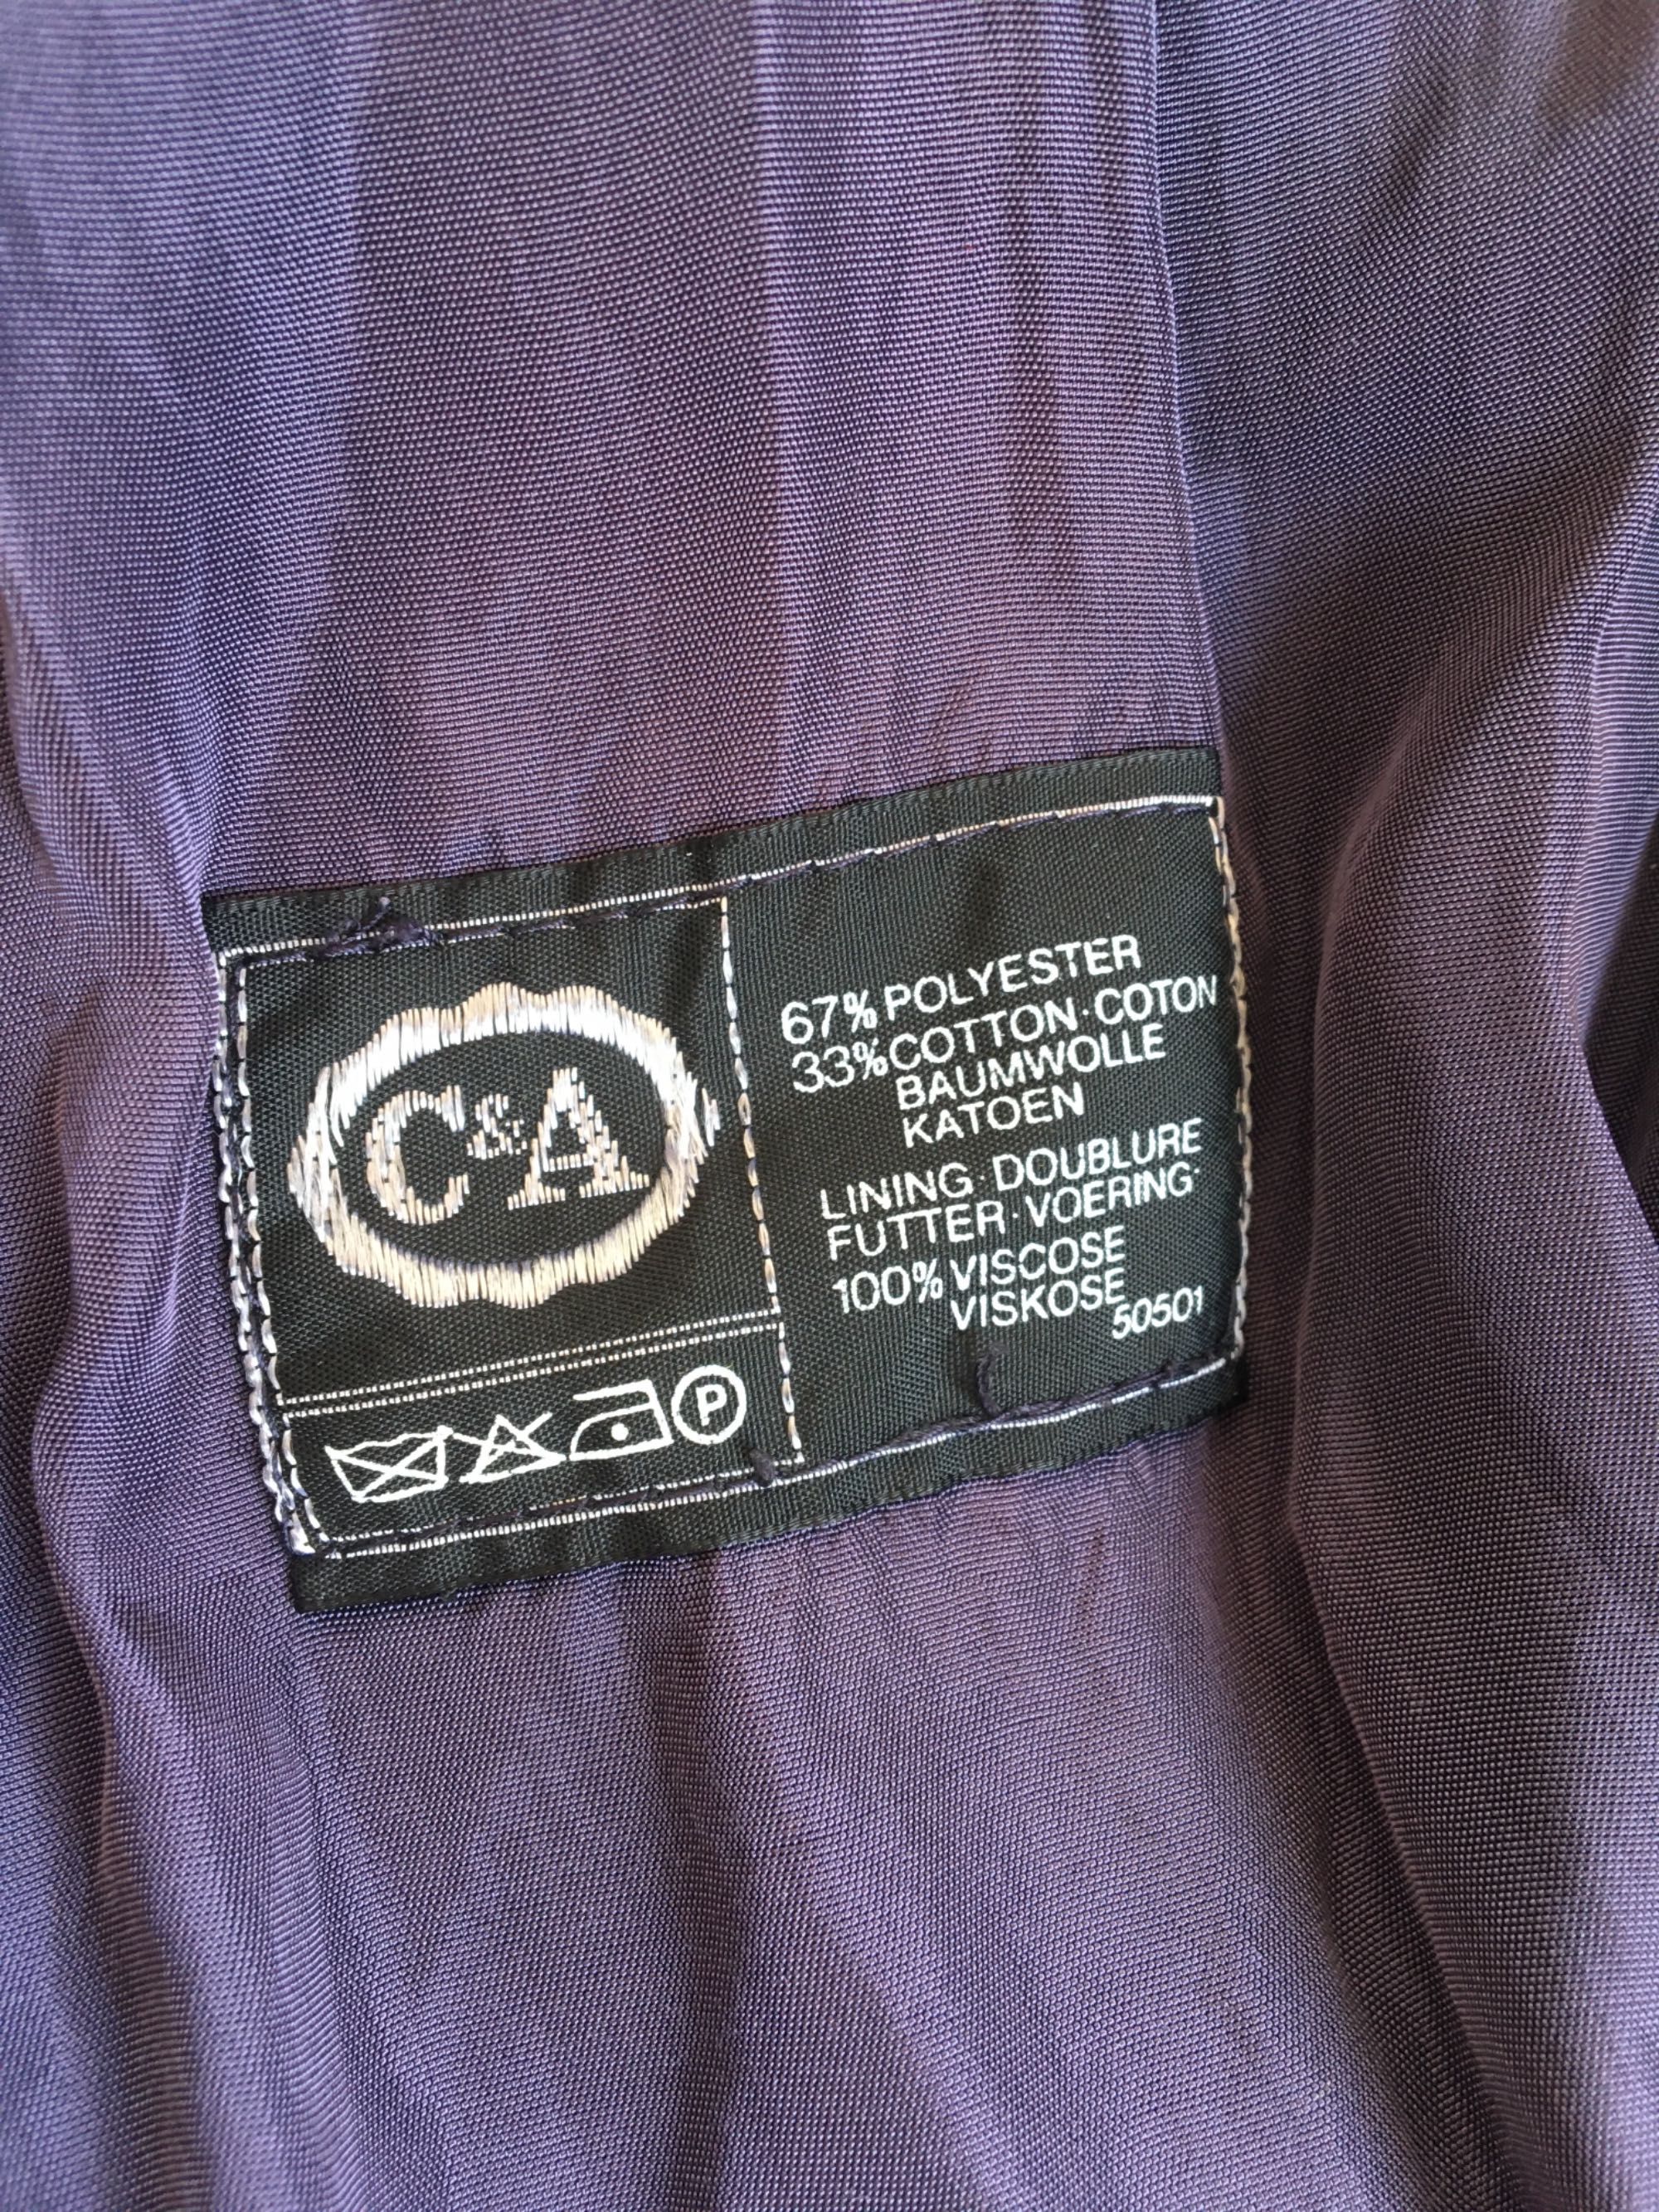 C&A
67% POLYESTER
33% COTTON·COTON
BAUMWOLLE
KATOEN
LINING·DOUBLURE
FUTTER·VOERING·
100% VISCOSE
VISKOSE
50501
P